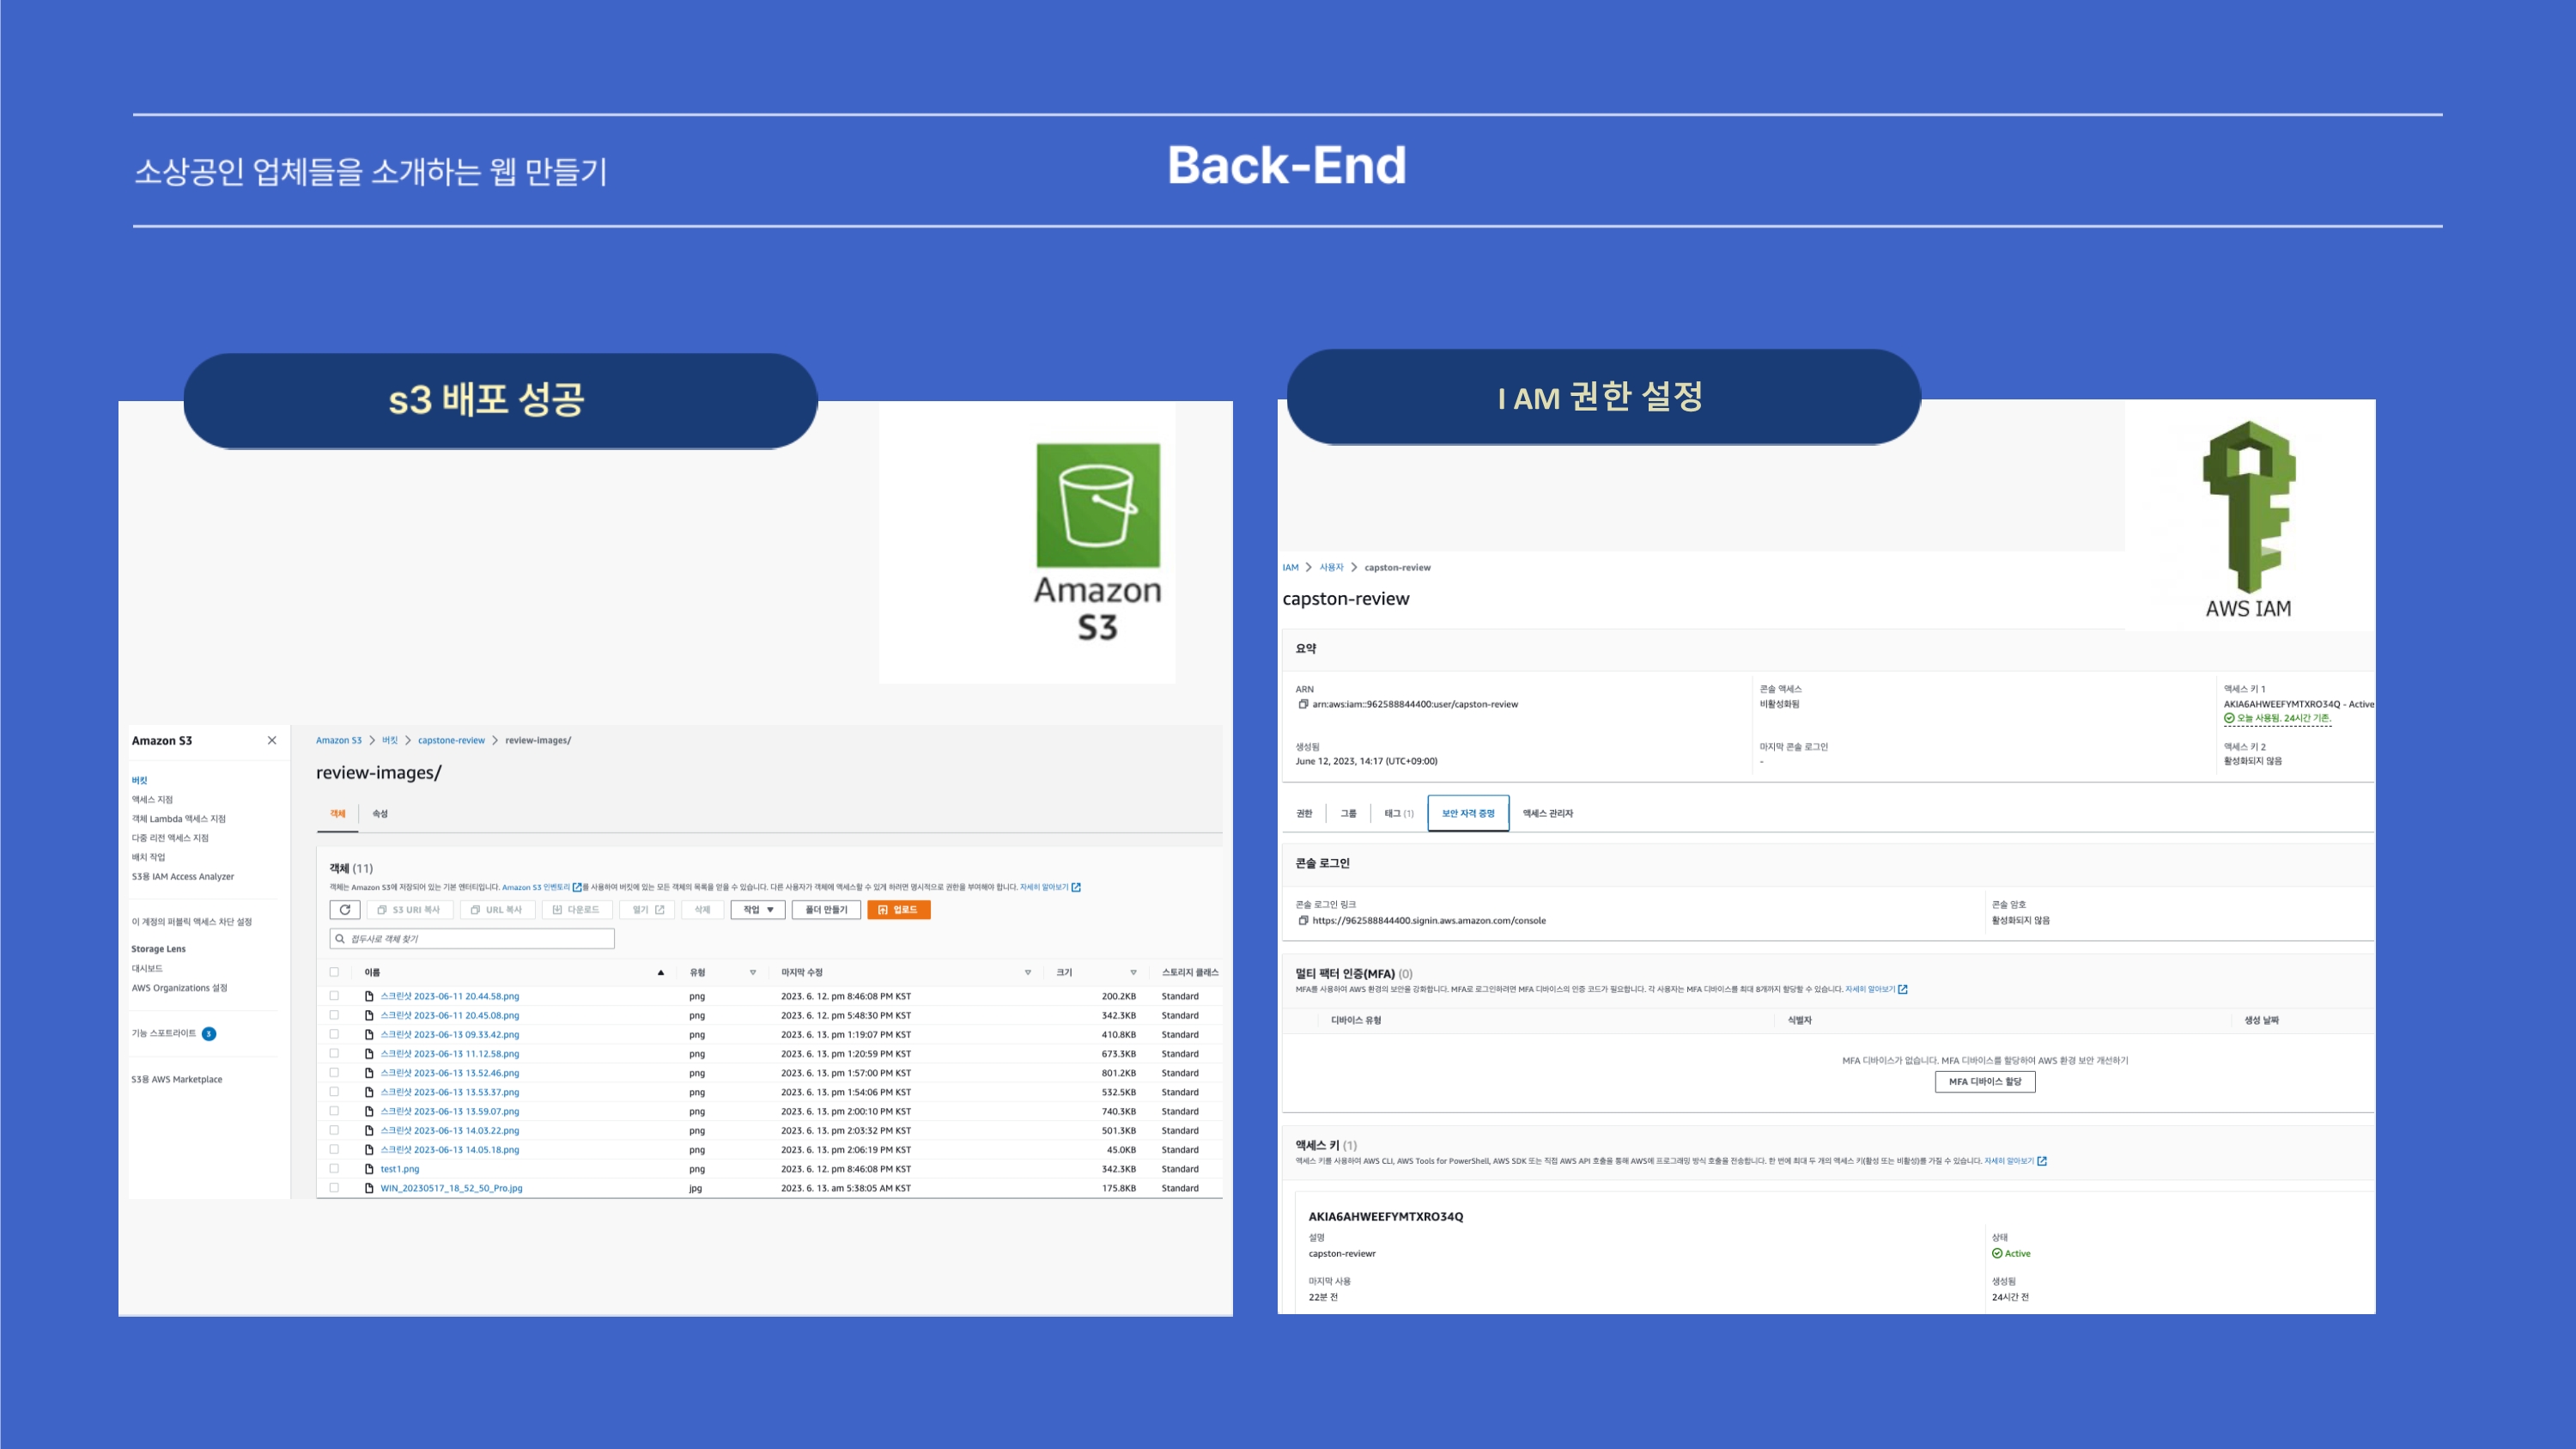 소상공인 업체들을 소개하는 웹 만들기
Back-End
s3 배포 성공
Amazon
S3
Amazon S3
버킷
액세스 지점
객체 Lambda 액세스 지점
다중 리전 액세스 지점
배치 작업
S3용 IAM Access Analyzer
이 계정의 퍼블릭 액세스 차단 설정
Storage Lens
대시보드
AWS Organizations 설정
기능 스포트라이트 3
S3용 AWS Marketplace
Amazon S3 > 버킷 > capstone-review > review-images/
review-images/
객체 속성
객체 (11)
객체는 Amazon S3에 저장되어 있는 기본 엔터티입니다. Amazon S3 인벤토리를 사용하여 버킷에 있는 모든 객체의 목록을 얻을 수 있습니다. 다른 사용자가 객체에 액세스할 수 있게 하려면 명시적으로 권한을 부여해야 합니다. 자세히 알아보기
S3 URI 복사 URL 복사 다운로드 열기 삭제 작업 폴더 만들기 업로드
접두사로 객체 찾기
이름 유형 마지막 수정 크기 스토리지 클래스
스크린샷 2023-06-11 20.44.58.png png 2023. 6. 12. pm 8:46:08 PM KST 200.2KB Standard
스크린샷 2023-06-11 20.45.08.png png 2023. 6. 12. pm 5:48:30 PM KST 342.3KB Standard
스크린샷 2023-06-13 09.33.42.png png 2023. 6. 13. pm 1:19:07 PM KST 410.8KB Standard
스크린샷 2023-06-13 11.12.58.png png 2023. 6. 13. pm 1:20:59 PM KST 673.3KB Standard
스크린샷 2023-06-13 13.52.46.png png 2023. 6. 13. pm 1:57:00 PM KST 801.2KB Standard
스크린샷 2023-06-13 13.53.37.png png 2023. 6. 13. pm 1:54:06 PM KST 532.5KB Standard
스크린샷 2023-06-13 13.59.07.png png 2023. 6. 13. pm 2:00:10 PM KST 740.3KB Standard
스크린샷 2023-06-13 14.03.22.png png 2023. 6. 13. pm 2:03:32 PM KST 501.3KB Standard
스크린샷 2023-06-13 14.05.18.png png 2023. 6. 13. pm 2:06:19 PM KST 45.0KB Standard
test1.png png 2023. 6. 12. pm 8:46:08 PM KST 342.3KB Standard
WIN_20230517_18_52_50_Pro.jpg jpg 2023. 6. 13. am 5:38:05 AM KST 175.8KB Standard
I AM 권한 설정
AWS IAM
IAM > 사용자 > capston-review
capston-review
요약
ARN
arn:aws:iam::962588844400:user/capston-review
콘솔 액세스
비활성화됨
액세스 키 1
AKIA6AHWEEFYMTXRO34Q - Active
오늘 사용됨. 24시간 기존.
생성됨
June 12, 2023, 14:17 (UTC+09:00)
마지막 콘솔 로그인
-
액세스 키 2
활성화되지 않음
권한 그룹 태그 (1) 보안 자격 증명 액세스 관리자
콘솔 로그인
콘솔 로그인 링크
https://962588844400.signin.aws.amazon.com/console
콘솔 암호
활성화되지 않음
멀티 팩터 인증(MFA) (0)
MFA를 사용하여 AWS 환경의 보안을 강화합니다. MFA로 로그인하려면 MFA 디바이스의 인증 코드가 필요합니다. 각 사용자는 MFA 디바이스를 최대 8개까지 할당할 수 있습니다. 자세히 알아보기
디바이스 유형 식별자 생성 날짜
MFA 디바이스가 없습니다. MFA 디바이스를 할당하여 AWS 환경 보안 개선하기
MFA 디바이스 할당
액세스 키 (1)
액세스 키를 사용하여 AWS CLI, AWS Tools for PowerShell, AWS SDK 또는 직접 AWS API 호출을 통해 AWS에 프로그래밍 방식 호출을 전송합니다. 한 번에 최대 두 개의 액세스 키(활성 또는 비활성)를 가질 수 있습니다. 자세히 알아보기
AKIA6AHWEEFYMTXRO34Q
설명
capston-reviewr
상태
Active
마지막 사용
22분 전
생성됨
24시간 전